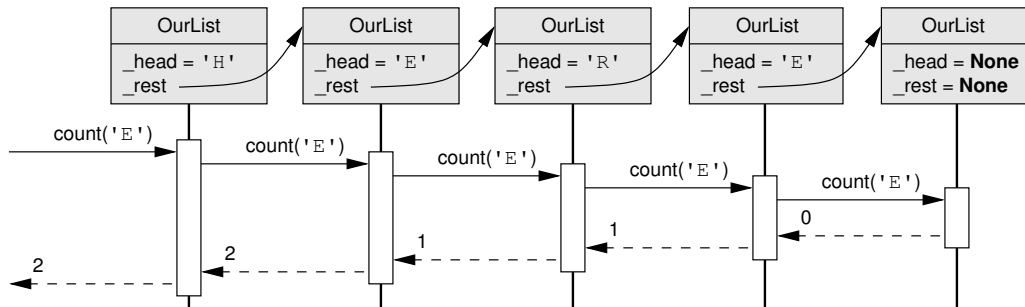 OurList OurList OurList OurList OurList
_head = 'H' _head = 'E' _head = 'R' _head = 'E' _head = None
_rest _rest _rest _rest _rest = None
count('E')
count('E')
count('E')
count('E')
count('E')
0
1
1
2
2